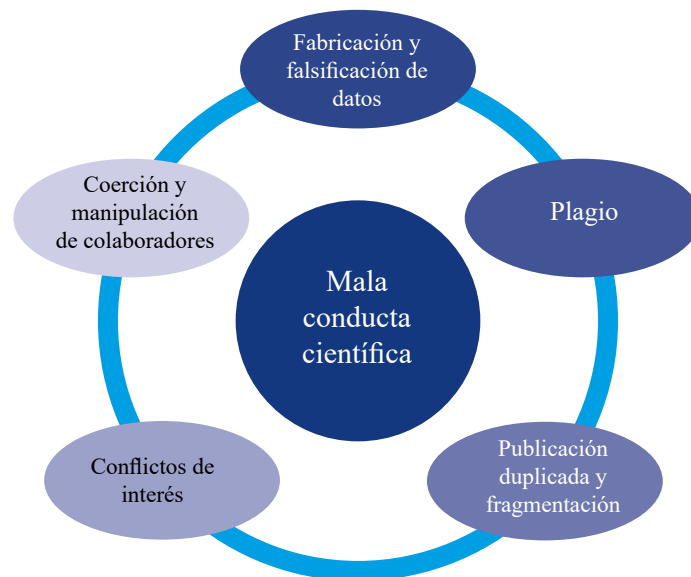 Fabricación y
falsificación de
datos
Coerción y
manipulación
de colaboradores
Plagio
Mala
conducta
científica
Conflictos de
interés
Publicación
duplicada y
fragmentación